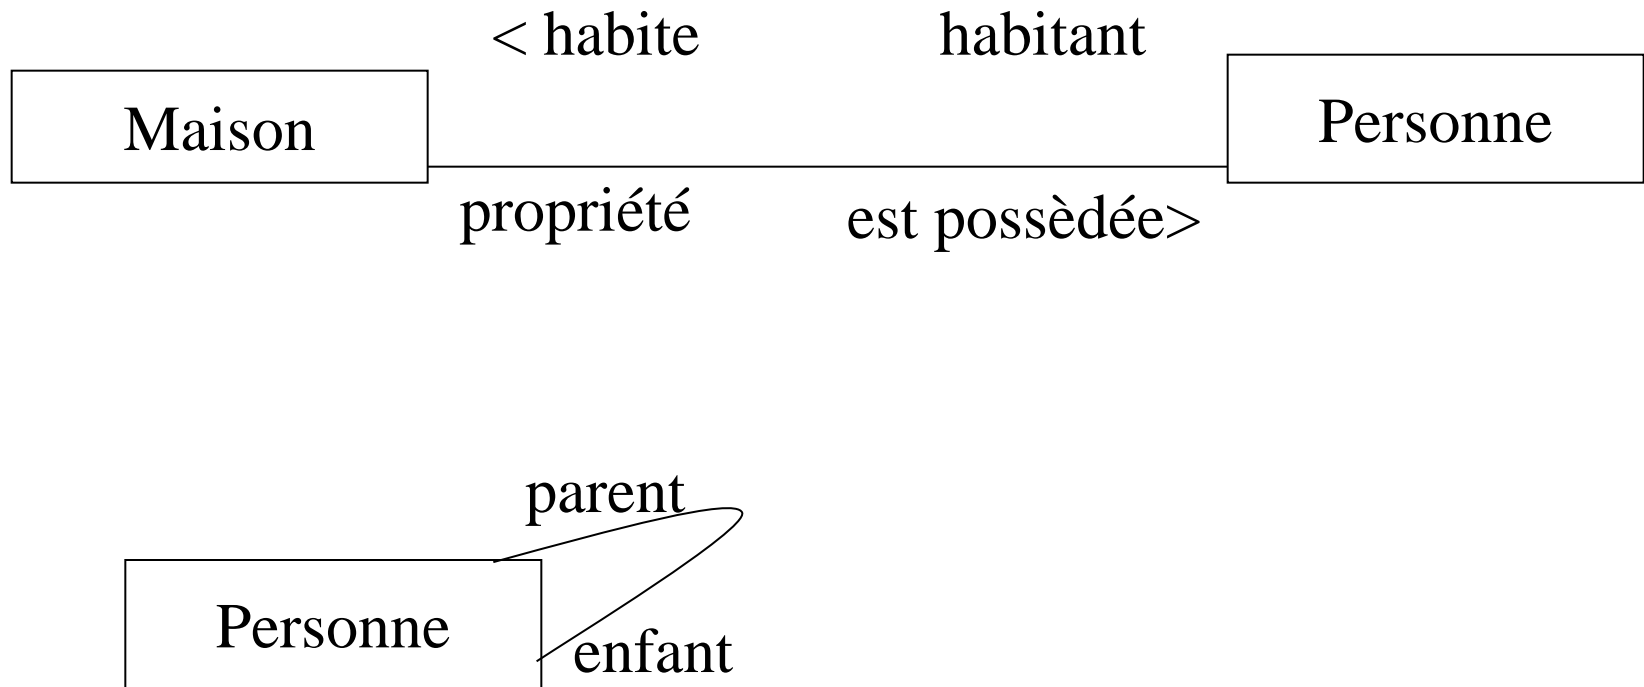 < habite habitant
Maison Personne
propriété est possèdée>
parent
Personne
enfant